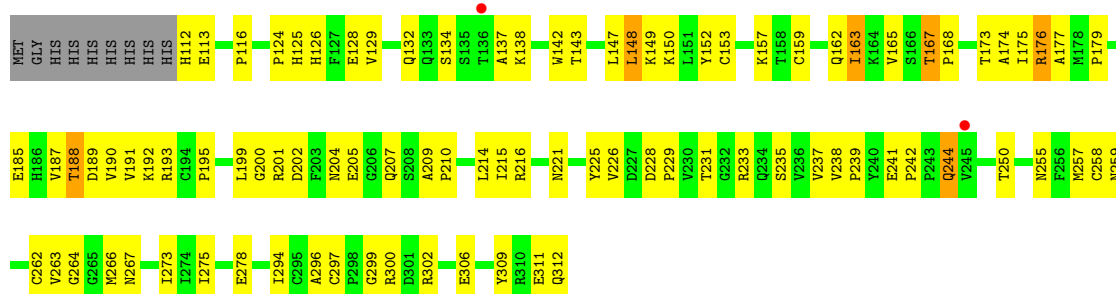 MET GLY HIS HIS HIS HIS HIS HIS HIS H112 E113 P116 P124 H125 H126 F127 E128 V129 Q132 Q133 S134 S135 T136 A137 K138 W142 T143 L147 L148 K149 K150 L151 Y152 C153 K157 T158 C159 Q162 I163 K164 V165 S166 T167 P168 T173 A174 I175 R176 A177 M178 P179
E185 H186 V187 T188 D189 V190 V191 K192 R193 C194 P195 L199 G200 R201 D202 F203 N204 E205 G206 Q207 S208 A209 P210 L214 I215 R216 N221 Y225 V226 D227 D228 P229 V230 T231 G232 R233 Q234 S235 V236 V237 V238 P239 Y240 E241 P242 P243 Q244 V245 T250 N255 F256 M257 C258 N259
C262 V263 G264 G265 M266 N267 I273 I274 I275 E278 I294 C295 A296 C297 P298 G299 R300 D301 R302 E306 Y309 R310 E311 Q312